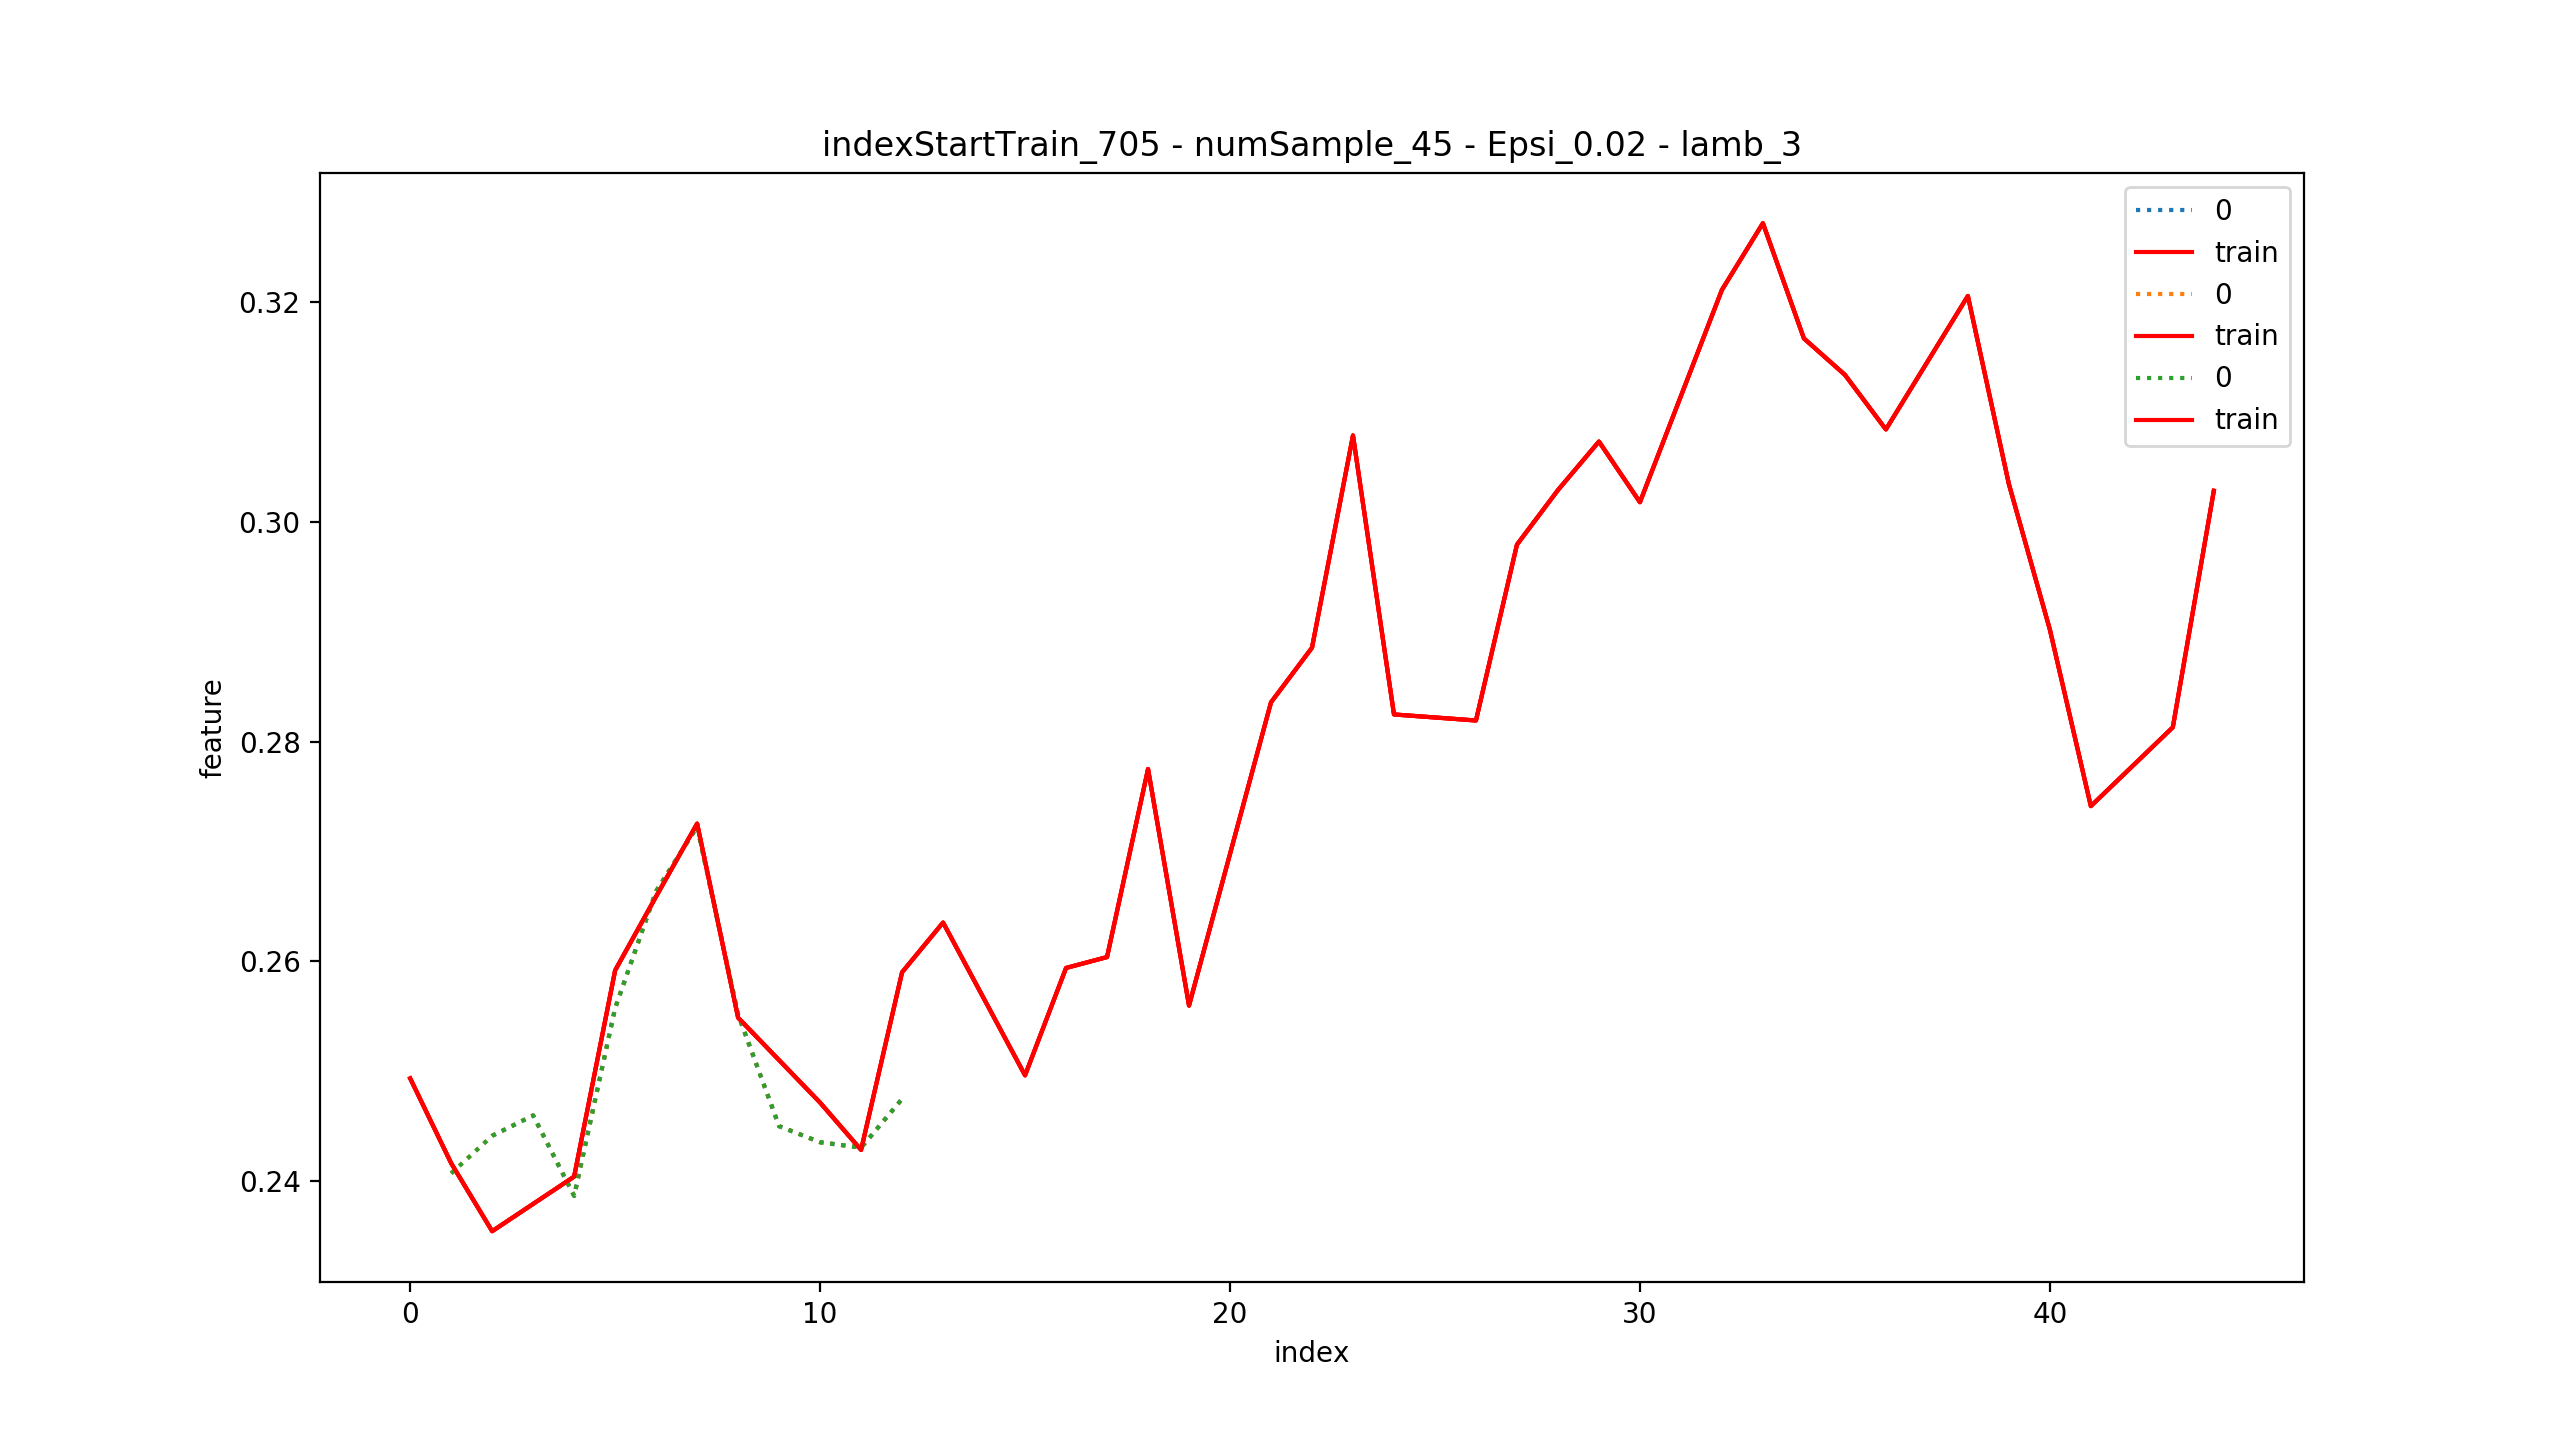 indexStartTrain_705 - numSample_45 - Epsi_0.02 - lamb_3
0
train
0
train
0
train
0.32
0.30
0.28
0.26
0.24
feature
0 10 20 30 40
index